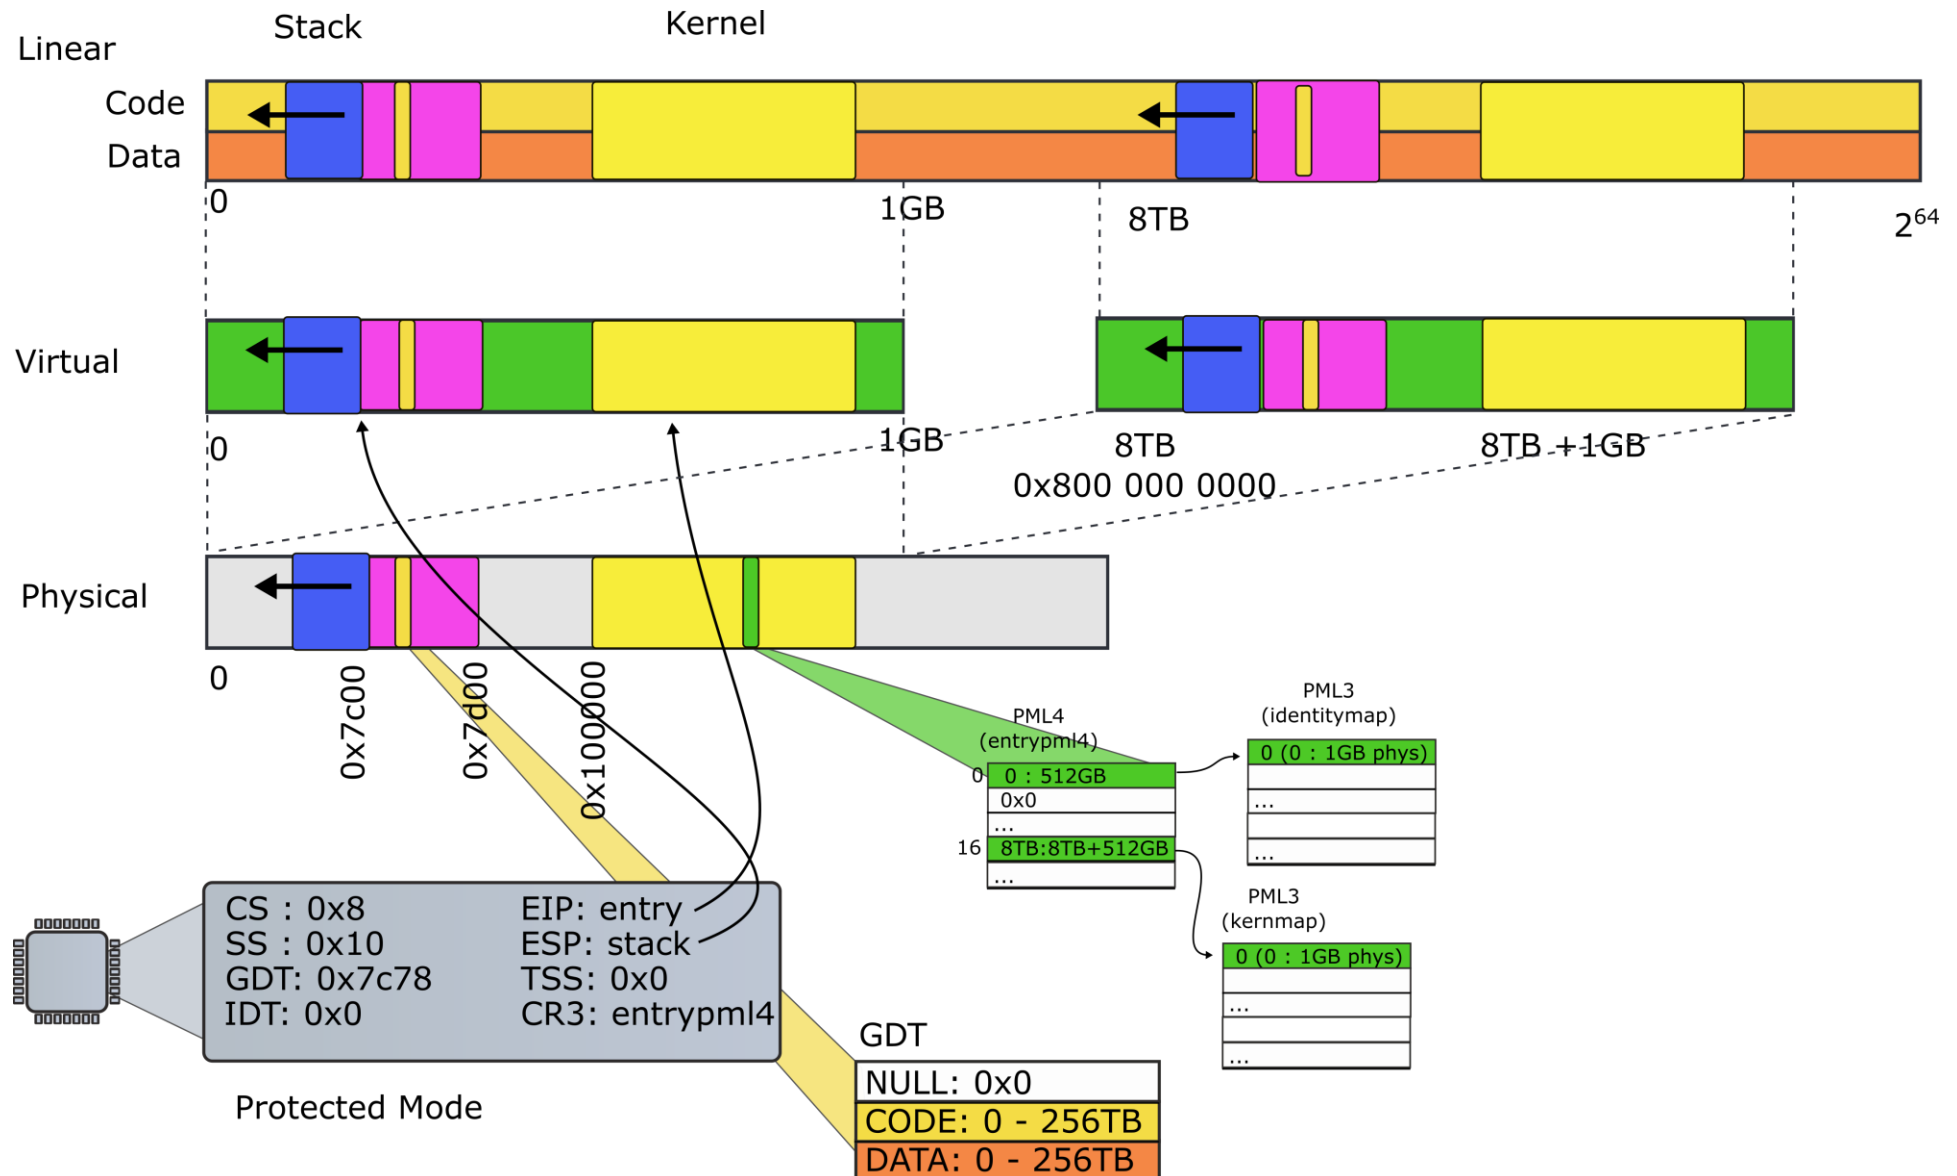 Stack
Kernel
Linear
Code
Data
0
1GB
8TB
2^64
Virtual
0
1GB
8TB
8TB +1GB
0x800 000 0000
Physical
0
0x7c00
0x7d00
0x100000
PML4
(entrypml4)
0
0 : 512GB
0x0
...
16
8TB:8TB+512GB
...
PML3
(identitymap)
0 (0 : 1GB phys)
...
...
PML3
(kernmap)
0 (0 : 1GB phys)
...
...
CS : 0x8
SS : 0x10
GDT: 0x7c78
IDT: 0x0
EIP: entry
ESP: stack
TSS: 0x0
CR3: entrypml4
Protected Mode
GDT
NULL: 0x0
CODE: 0 - 256TB
DATA: 0 - 256TB